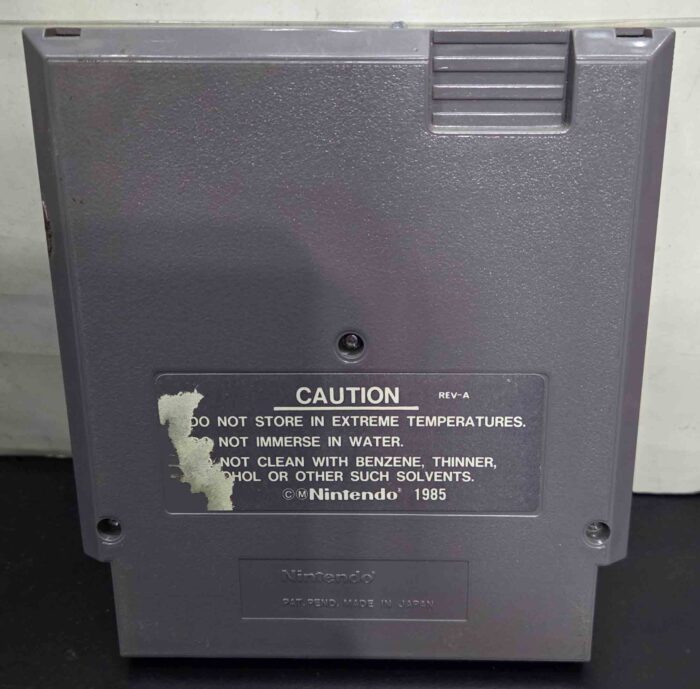 CAUTION REV-A
DO NOT STORE IN EXTREME TEMPERATURES.
NOT IMMERSE IN WATER.
NOT CLEAN WITH BENZENE, THINNER,
OHOL OR OTHER SUCH SOLVENTS.
©Ⓜ Nintendo® 1985
Nintendo®
PAT. PEND. MADE IN JAPAN